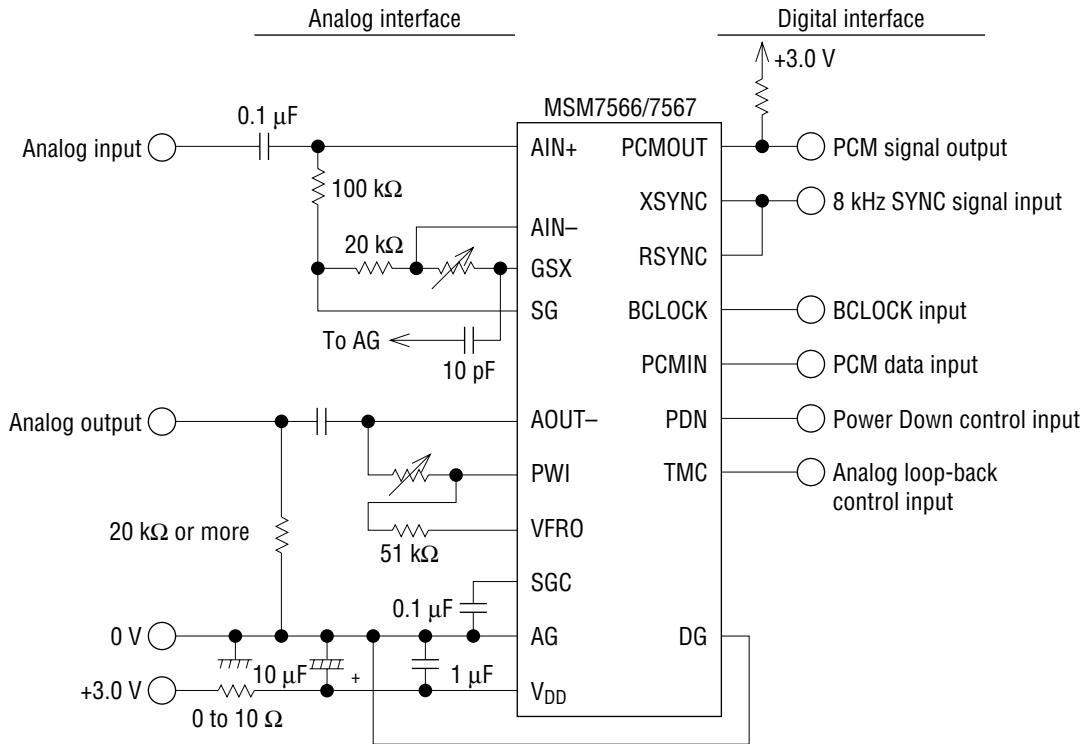 Analog interface
Digital interface
+3.0 V
MSM7566/7567
0.1 µF
Analog input
AIN+
PCMOUT
PCM signal output
100 kΩ
XSYNC
8 kHz SYNC signal input
AIN–
20 kΩ
RSYNC
GSX
SG
BCLOCK
BCLOCK input
To AG
10 pF
PCMIN
PCM data input
Analog output
AOUT–
PDN
Power Down control input
PWI
TMC
Analog loop-back
control input
20 kΩ or more
VFRO
51 kΩ
SGC
0.1 µF
0 V
AG
DG
10 µF
+
1 µF
+3.0 V
VDD
0 to 10 Ω